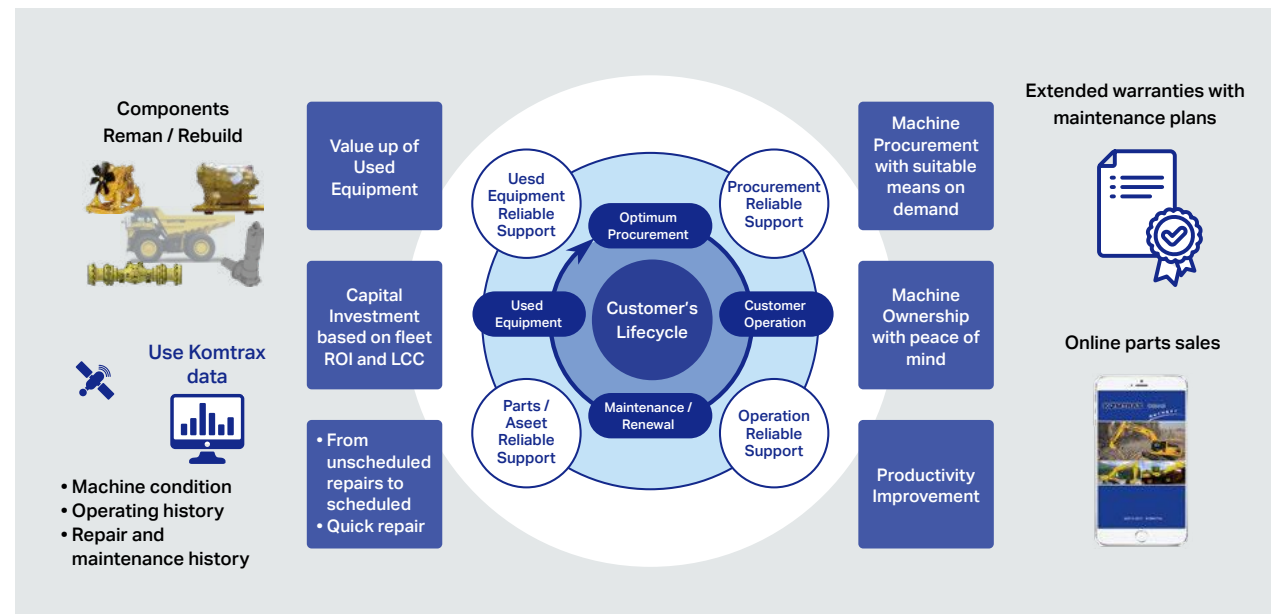 Components
Reman / Rebuild
Use Komtrax
data
• Machine condition
• Operating history
• Repair and
maintenance history
Value up of
Used
Equipment
Capital
Investment
based on fleet
ROI and LCC
• From
unscheduled
repairs to
scheduled
• Quick repair
Uesd
Equipment
Reliable
Support
Procurement
Reliable
Support
Optimum
Procurement
Used
Equipment
Customer's
Lifecycle
Customer
Operation
Maintenance /
Renewal
Parts /
Aseet
Reliable
Support
Operation
Reliable
Support
Machine
Procurement
with suitable
means on
demand
Machine
Ownership
with peace of
mind
Productivity
Improvement
Extended warranties with
maintenance plans
Online parts sales
KOMTRAX